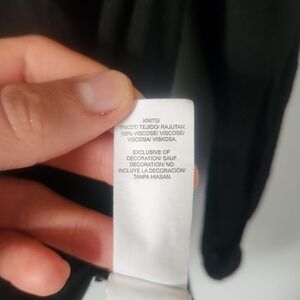 KNITS/
TRICOT/ TEJIDO/ RAJUTAN.
100% VISCOSE/ VISCOSE/
VISCOSA/ VISKOSA.
EXCLUSIVE OF
DECORATION/ SAUF
DECORATION/ NO
INCLUYE LA DECORACIÓN/
TANPA HIASAN.